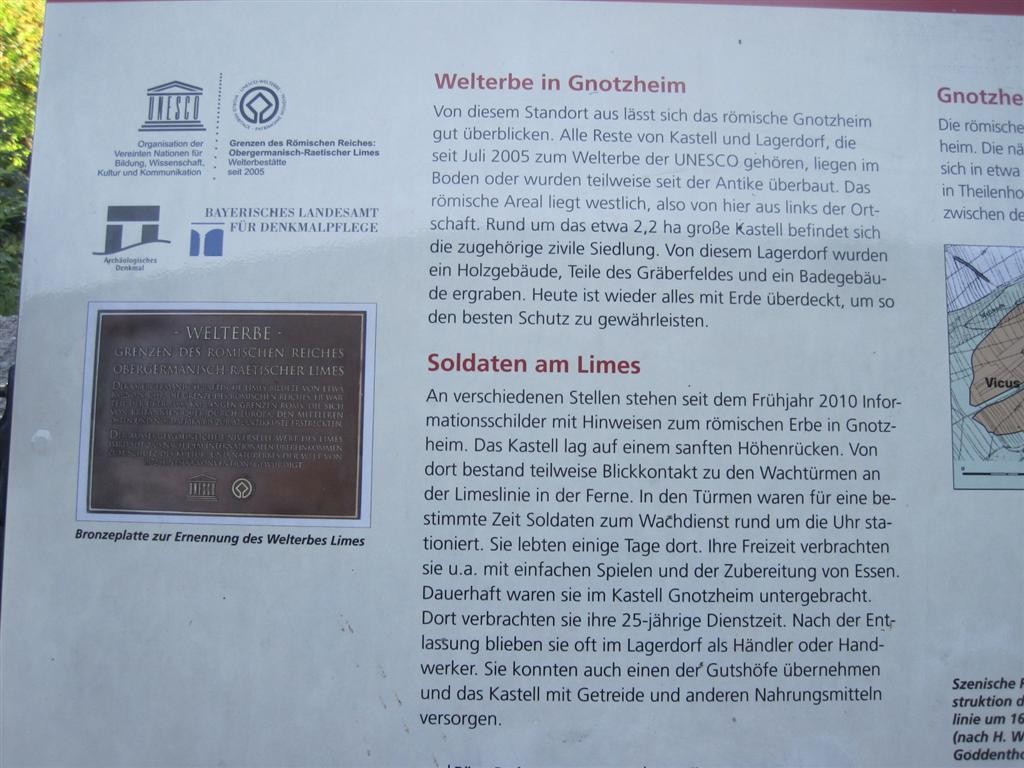 UNESCO
Organisation der
Vereinten Nationen für
Bildung, Wissenschaft,
Kultur und Kommunikation
Grenzen des Römischen Reiches:
Obergermanisch-Raetischer Limes
Welterbestätte
seit 2005
Archäologisches
Denkmal
BAYERISCHES LANDESAMT
FÜR DENKMALPFLEGE
- WELTERBE -
GRENZEN DES RÖMISCHEN REICHES
OBERGERMANISCH-RAETISCHER LIMES
Bronzeplatte zur Ernennung des Welterbes Limes
Welterbe in Gnotzheim
Von diesem Standort aus lässt sich das römische Gnotzheim
gut überblicken. Alle Reste von Kastell und Lagerdorf, die
seit Juli 2005 zum Welterbe der UNESCO gehören, liegen im
Boden oder wurden teilweise seit der Antike überbaut. Das
römische Areal liegt westlich, also von hier aus links der Ort-
schaft. Rund um das etwa 2,2 ha große Kastell befindet sich
die zugehörige zivile Siedlung. Von diesem Lagerdorf wurden
ein Holzgebäude, Teile des Gräberfeldes und ein Badegebäu-
de ergraben. Heute ist wieder alles mit Erde überdeckt, um so
den besten Schutz zu gewährleisten.
Soldaten am Limes
An verschiedenen Stellen stehen seit dem Frühjahr 2010 Infor-
mationsschilder mit Hinweisen zum römischen Erbe in Gnotz-
heim. Das Kastell lag auf einem sanften Höhenrücken. Von
dort bestand teilweise Blickkontakt zu den Wachtürmen an
der Limeslinie in der Ferne. In den Türmen waren für eine be-
stimmte Zeit Soldaten zum Wachdienst rund um die Uhr sta-
tioniert. Sie lebten einige Tage dort. Ihre Freizeit verbrachten
sie u.a. mit einfachen Spielen und der Zubereitung von Essen.
Dauerhaft waren sie im Kastell Gnotzheim untergebracht.
Dort verbrachten sie ihre 25-jährige Dienstzeit. Nach der Ent-
lassung blieben sie oft im Lagerdorf als Händler oder Hand-
werker. Sie konnten auch einen der Gutshöfe übernehmen
und das Kastell mit Getreide und anderen Nahrungsmitteln
versorgen.
Gnotzhe
Die römische
heim. Die nä
sich in etwa
in Theilenho
zwischen de
Vicus
Szenische R
struktion d
linie um 16
(nach H. W
Goddentho